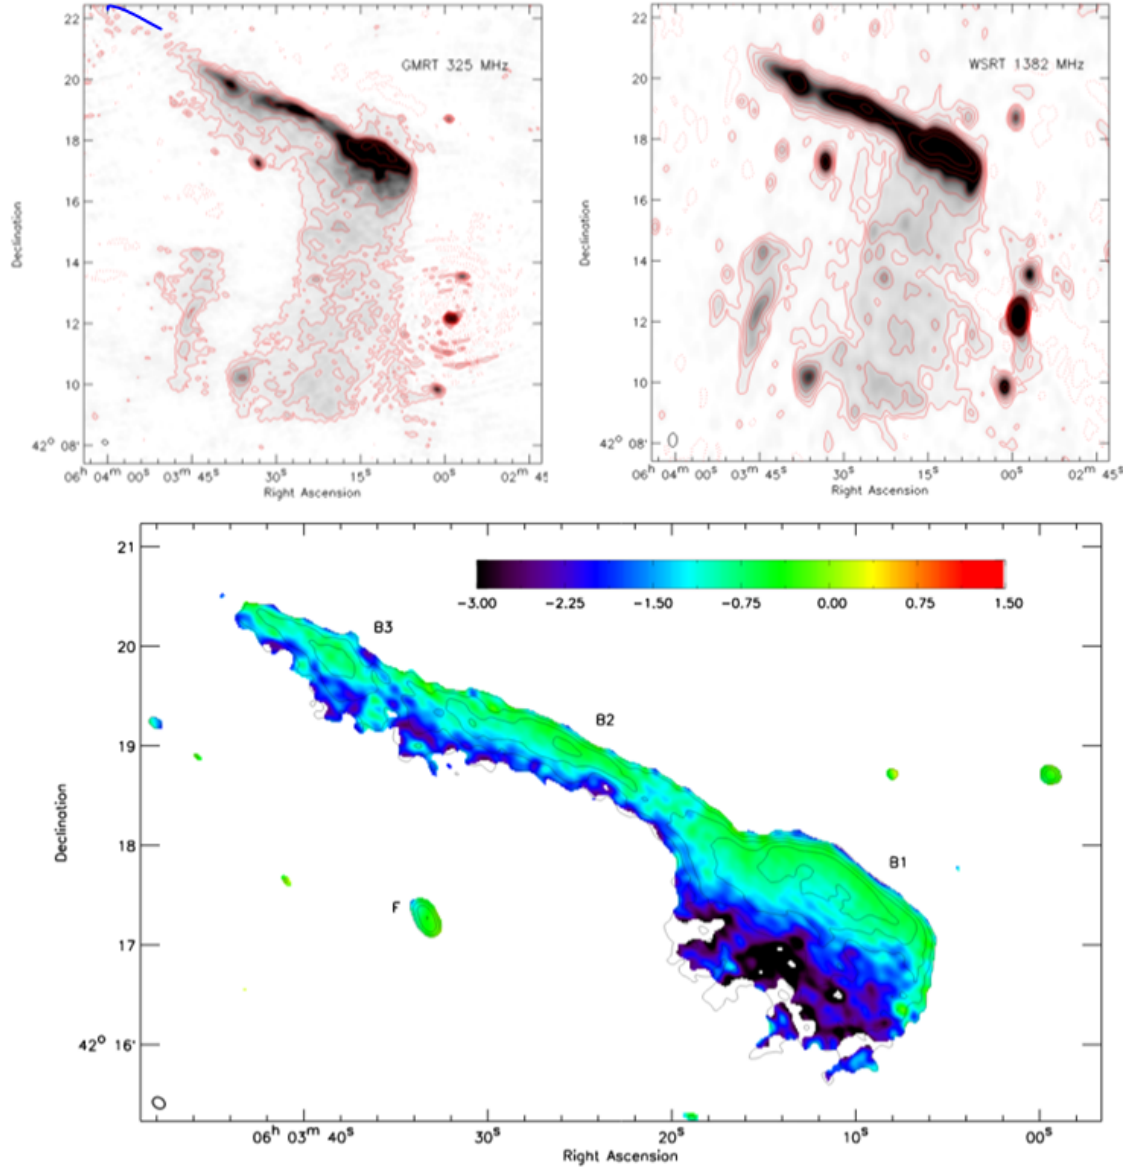 GMRT 325 MHz
22
20
18
16
14
12
10
42° 08'
Declination
06ʰ 04ᵐ 00ˢ 03ᵐ 45ˢ 30ˢ 15ˢ 00ˢ 02ᵐ 45ˢ
Right Ascension
WSRT 1382 MHz
22
20
18
16
14
12
10
42° 08'
Declination
06ʰ 04ᵐ 00ˢ 03ᵐ 45ˢ 30ˢ 15ˢ 00ˢ 02ᵐ 45ˢ
Right Ascension
−3.00 −2.25 −1.50 −0.75 0.00 0.75 1.50
B3
B2
B1
F
21
20
19
18
17
42° 16'
Declination
06ʰ 03ᵐ 40ˢ 30ˢ 20ˢ 10ˢ 00ˢ
Right Ascension